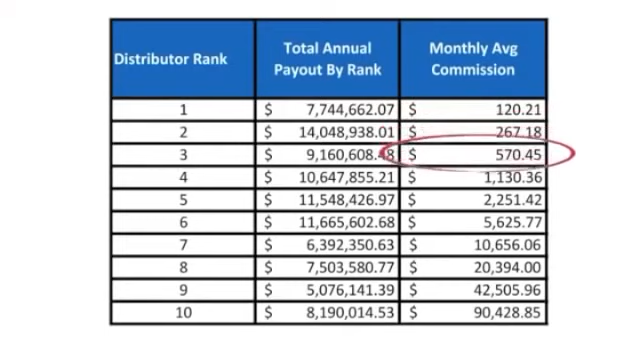 Distributor Rank Total Annual Payout By Rank Monthly Avg Commission
1 $ 7,744,662.07 $ 120.21
2 $ 14,048,938.01 $ 267.18
3 $ 9,160,608.48 $ 570.45
4 $ 10,647,855.21 $ 1,130.36
5 $ 11,548,426.97 $ 2,251.42
6 $ 11,665,602.68 $ 5,625.77
7 $ 6,392,350.63 $ 10,656.06
8 $ 7,503,580.77 $ 20,394.00
9 $ 5,076,141.39 $ 42,505.96
10 $ 8,190,014.53 $ 90,428.85